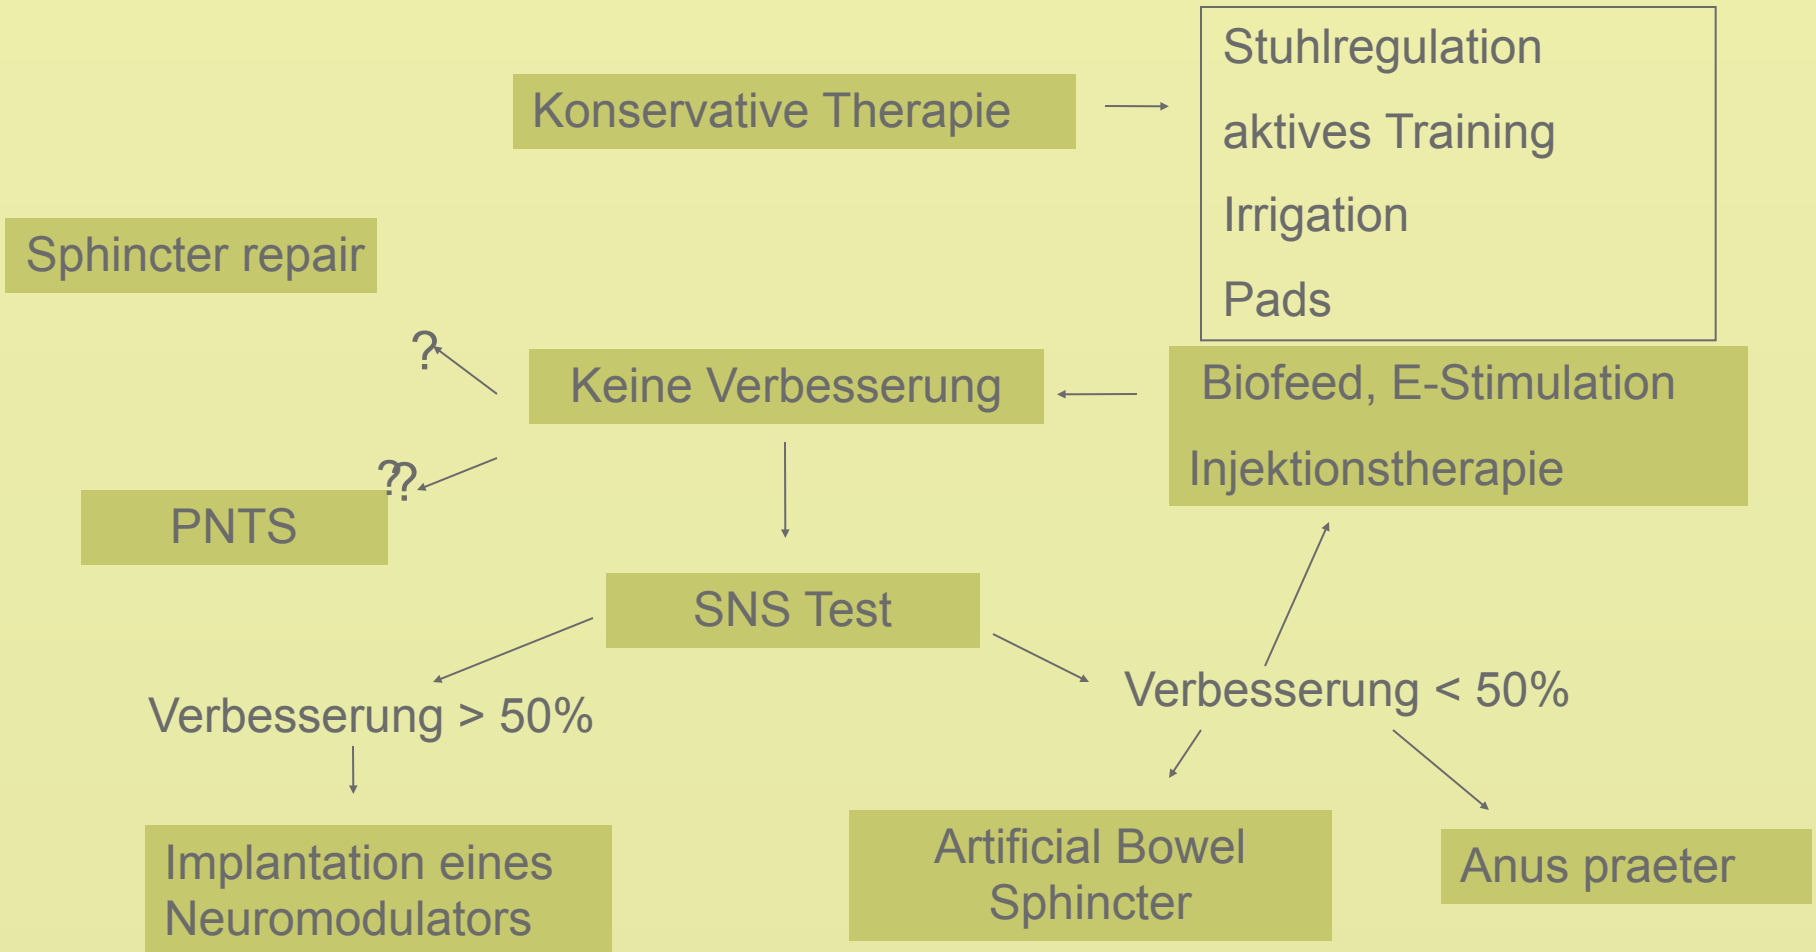 Konservative Therapie
Stuhlregulation
aktives Training
Irrigation
Pads
Sphincter repair
?
Keine Verbesserung
Biofeed, E-Stimulation
Injektionstherapie
??
PNTS
SNS Test
Verbesserung > 50%
Verbesserung < 50%
Implantation eines
Neuromodulators
Artificial Bowel
Sphincter
Anus praeter